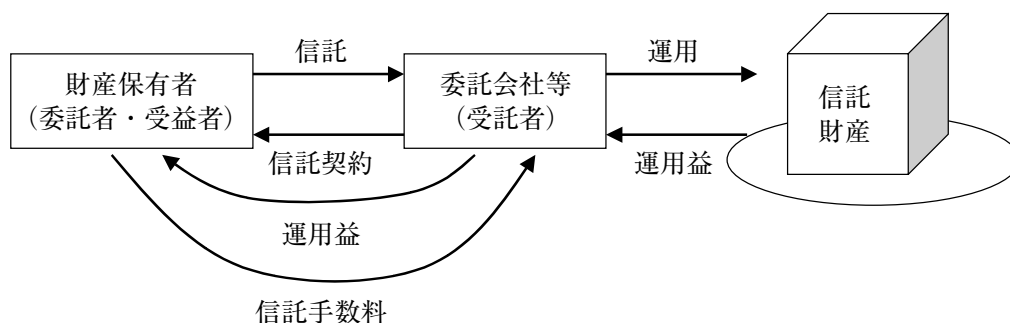 信託
運用
財産保有者
(委託者・受益者)
委託会社等
(受託者)
信託
財産
信託契約
運用益
運用益
信託手数料